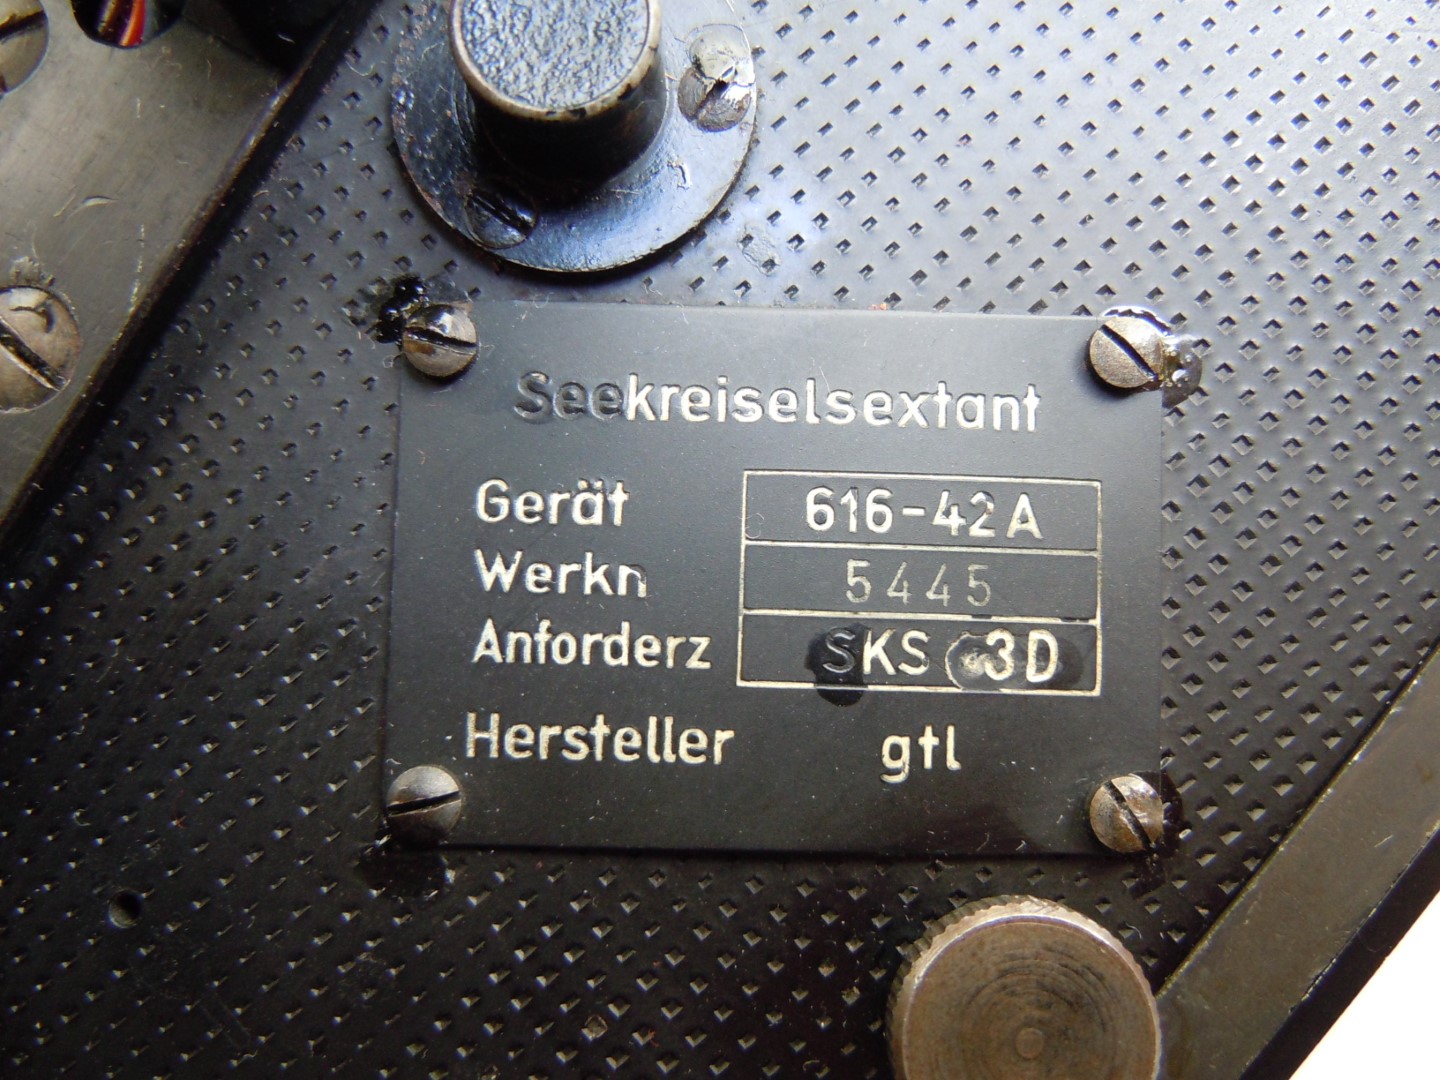 Seekreiselsextant
Gerät 616-42A
Werkn 5445
Anforderz SKS 3D
Hersteller gtl